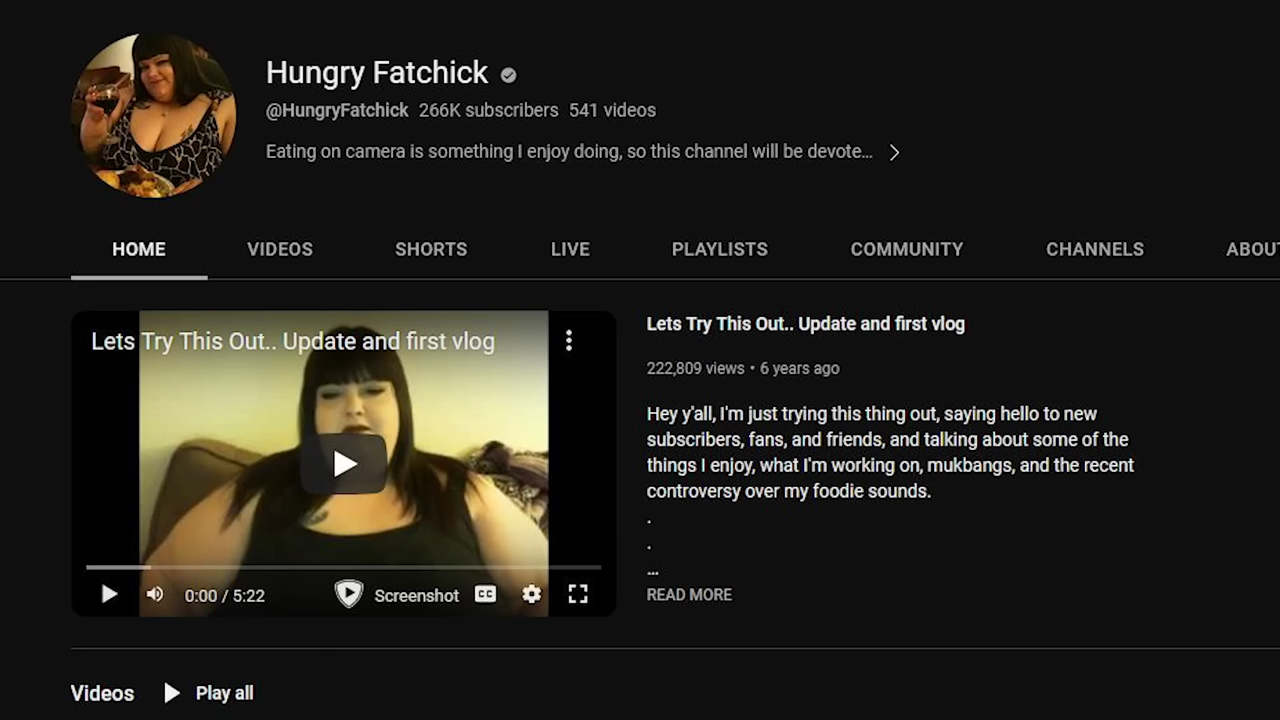 Hungry Fatchick
@HungryFatchick 266K subscribers 541 videos
Eating on camera is something I enjoy doing, so this channel will be devote...
HOME VIDEOS SHORTS LIVE PLAYLISTS COMMUNITY CHANNELS ABOU
Lets Try This Out.. Update and first vlog
0:00 / 5:22 Screenshot CC
Lets Try This Out.. Update and first vlog
222,809 views • 6 years ago
Hey y'all, I'm just trying this thing out, saying hello to new
subscribers, fans, and friends, and talking about some of the
things I enjoy, what I'm working on, mukbangs, and the recent
controversy over my foodie sounds.
.
.
...
READ MORE
Videos Play all